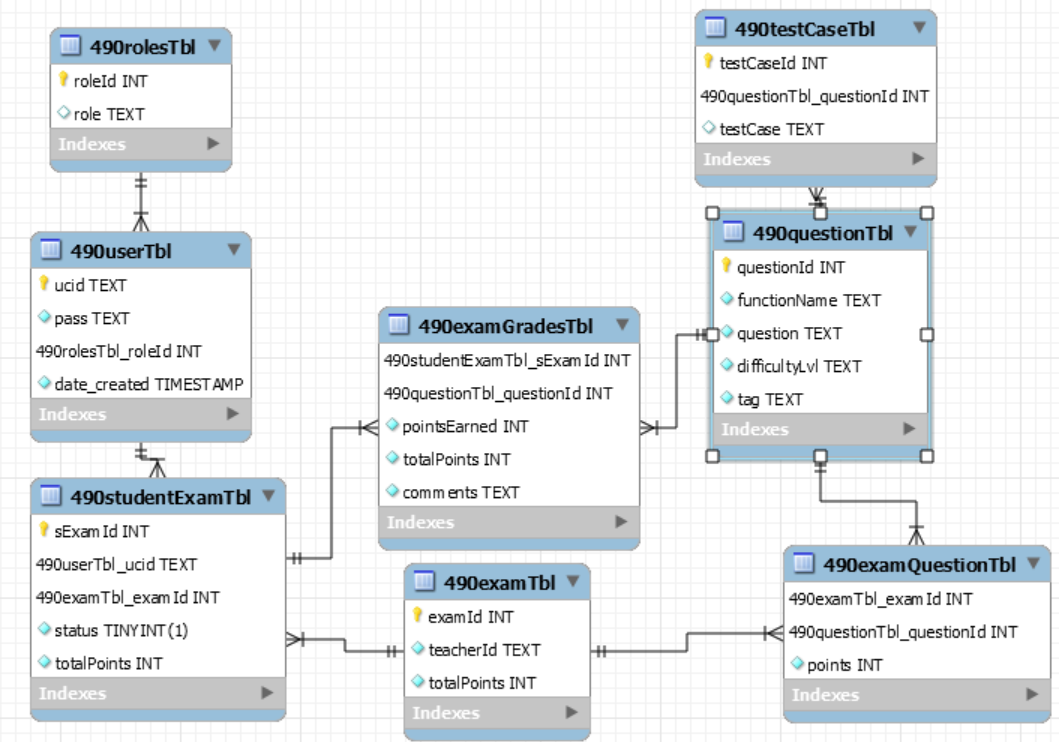 490rolesTbl
roleId INT
role TEXT
Indexes
490testCaseTbl
testCaseId INT
490questionTbl_questionId INT
testCase TEXT
Indexes
490userTbl
ucid TEXT
pass TEXT
490rolesTbl_roleId INT
date_created TIMESTAMP
Indexes
490questionTbl
questionId INT
functionName TEXT
question TEXT
difficultyLvl TEXT
tag TEXT
Indexes
490examGradesTbl
490studentExamTbl_sExamId INT
490questionTbl_questionId INT
pointsEarned INT
totalPoints INT
comments TEXT
Indexes
490studentExamTbl
sExamId INT
490userTbl_ucid TEXT
490examTbl_examId INT
status TINYINT(1)
totalPoints INT
Indexes
490examTbl
examId INT
teacherId TEXT
totalPoints INT
Indexes
490examQuestionTbl
490examTbl_examId INT
490questionTbl_questionId INT
points INT
Indexes